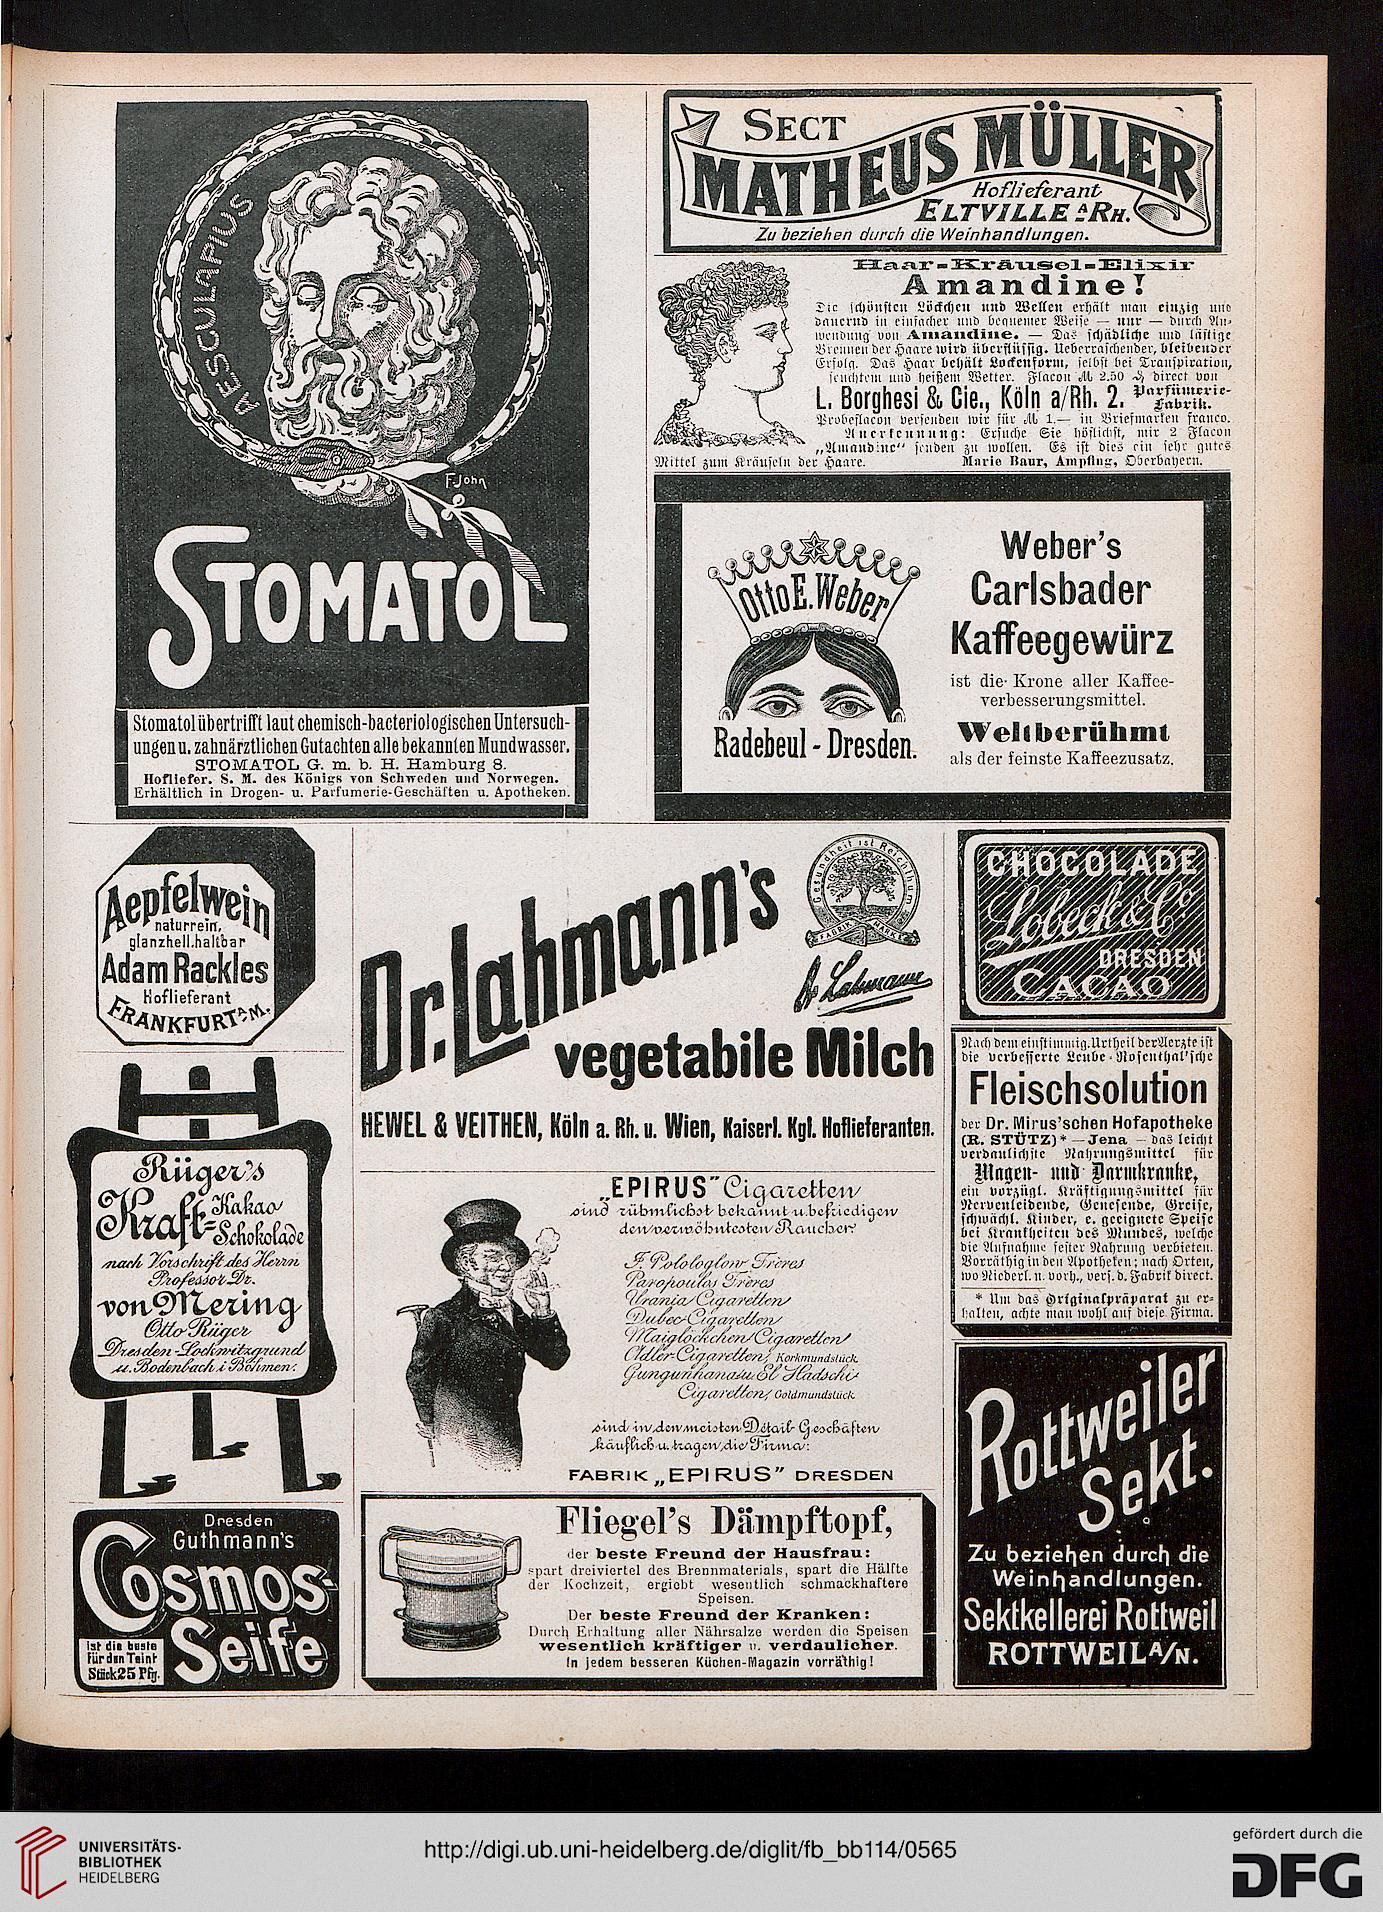 AESCULAPIUS
F. John
STOMATOL
Stomatol übertrifft laut chemisch-bacteriologischen Untersuch-
ungen u. zahnärztlichen Gutachten alle bekannten Mundwasser.
STOMATOL G. m. b. H. Hamburg 8.
Hofliefer. S. M. des Königs von Schweden und Norwegen.
Erhältlich in Drogen- u. Parfumerie-Geschäften u. Apotheken.
SECT
MATHEUS MÜLLER
Hoflieferant
ELTVILLE A/RH.
Zu beziehen durch die Weinhandlungen.
Haar-Kräusel-Elixir
Amandine!
Die schönsten Löckchen und Wellen erhält man einzig und
dauernd in einfacher und bequemer Weise — nur — durch An-
wendung von Amandine. — Das schädliche und lästige
Brennen der Haare wird überflüssig. Ueberraschender, bleibender
Erfolg. Das Haar behält Lockenform, selbst bei Transpiration,
feuchtem und heißem Wetter. Flacon ℳ 2.50 ₰ direct von
L. Borghesi & Cie., Köln a/Rh. 2. Parfümerie-
Fabrik.
Probeflacon versenden wir für ℳ 1.— in Briefmarken franco.
Anerkennung: Ersuche Sie höflichst, mir 2 Flacon
„Amandine“ senden zu wollen. Es ist dies ein sehr gutes
Mittel zum Kräuseln der Haare. Marie Baur, Ampfing, Oberbayern.
Otto E. Weber
Radebeul - Dresden.
Weber's
Carlsbader
Kaffeegewürz
ist die Krone aller Kaffee-
verbesserungsmittel.
Weltberühmt
als der feinste Kaffeezusatz.
Aepfelwein
naturrein,
glanzhell, haltbar
Adam Rackles
Hoflieferant
FRANKFURT A/M.
Gesundheit ist Reichthum
FABRIK MARKE
Dr. Lahmann's
Dr Lahmann
vegetabile Milch
HEWEL & VEITHEN, Köln a. Rh. u. Wien, Kaiserl. Kgl. Hoflieferanten.
CHOCOLADE
Lobeck & Co
DRESDEN
CACAO
Nach dem einstimmig. Urtheil der Aerzte ist
die verbesserte Leube-Rosenthal'sche
Fleischsolution
der Dr. Mirus'schen Hofapotheke
(R. STÜTZ)* — Jena — das leicht
verdaulichste Nahrungsmittel für
Magen- und Darmkranke,
ein vorzügl. Kräftigungsmittel für
Nervenleidende, Genesende, Greise,
schwächl. Kinder, e. geeignete Speise
bei Krankheiten des Mundes, welche
die Aufnahme fester Nahrung verbieten.
Vorräthig in den Apotheken; nach Orten,
wo Niederl. n. vorh., vers. d. Fabrik direct.
* Um das Originalpräparat zu er-
halten, achte man wohl auf diese Firma.
Rüger's
Kraft-Kakao
Schokolade
nach Vorschrift des Herrn
Professor Dr.
von Mering
Otto Rüger
Dresden-Lockwitzgrund
u. Bodenbach i Böhmen.
„EPIRUS“ Cigaretten
sind rühmlichst bekannt u. befriedigen
den verwöhntesten Raucher
F. Polologlow Frères
Paropoulos Frères
Urania Cigaretten
Dubec Cigaretten
Maiglöckchen Cigaretten
Adler-Cigaretten, Korkmundstück
Gungunhana u. El Hadschi
Cigaretten, Goldmundstück
sind in den meisten Détail-Geschäften
käuflich u. tragen die Firma:
FABRIK „EPIRUS“ DRESDEN
Dresden
Guthmann's
Cosmos-
Seife
Ist die beste
für den Teint
Stück 25 Pfg.
Fliegel's Dämpftopf,
der beste Freund der Hausfrau:
spart dreiviertel des Brennmaterials, spart die Hälfte
der Kochzeit, ergiebt wesentlich schmackhaftere
Speisen.
Der beste Freund der Kranken:
Durch Erhaltung aller Nährsalze werden die Speisen
wesentlich kräftiger u. verdaulicher.
In jedem besseren Küchen-Magazin vorräthig!
Rottweiler
Sekt.
Zu beziehen durch die
Weinhandlungen.
Sektkellerei Rottweil
ROTTWEIL A/N.
UNIVERSITÄTS-
BIBLIOTHEK
HEIDELBERG
http://digi.ub.uni-heidelberg.de/diglit/fb_bb114/0565
gefördert durch die
DFG